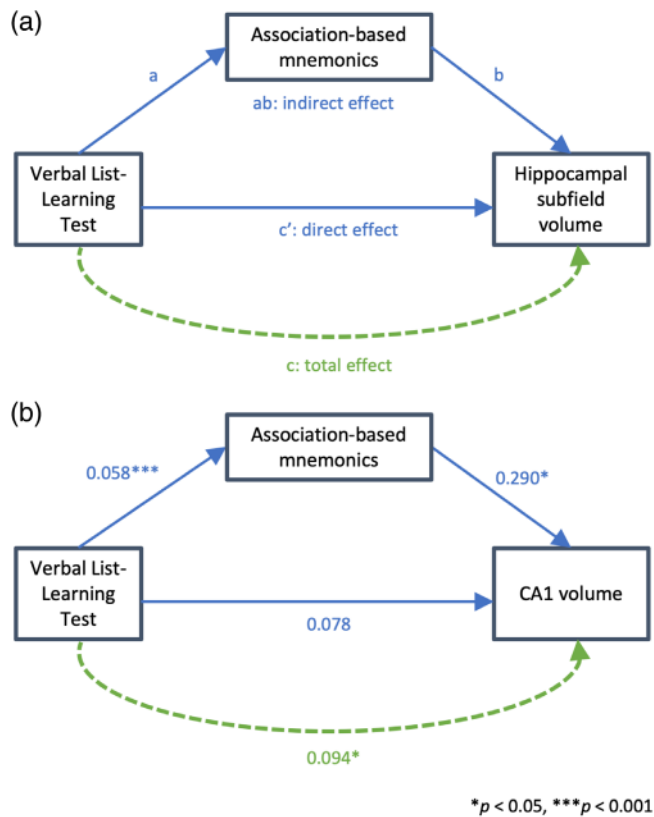 (a)
Association-based
mnemonics
a
b
ab: indirect effect
Verbal List-
Learning
Test
Hippocampal
subfield
volume
c': direct effect
c: total effect
(b)
Association-based
mnemonics
0.058***
0.290*
Verbal List-
Learning
Test
CA1 volume
0.078
0.094*
*p < 0.05, ***p < 0.001